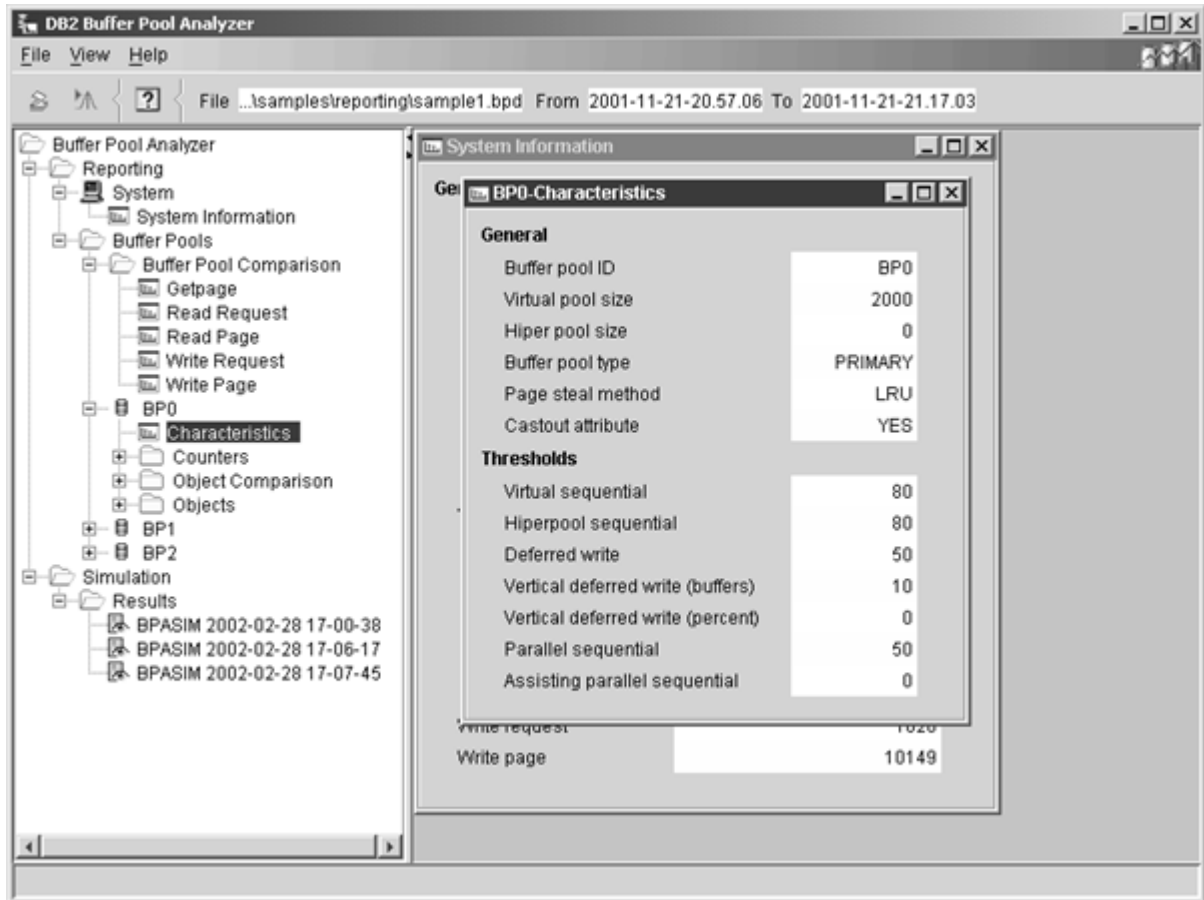 DB2 Buffer Pool Analyzer
File View Help
File ...\samples\reporting\sample1.bpd From 2001-11-21-20.57.06 To 2001-11-21-21.17.03
Buffer Pool Analyzer
Reporting
System
System Information
Buffer Pools
Buffer Pool Comparison
Getpage
Read Request
Read Page
Write Request
Write Page
BP0
Characteristics
Counters
Object Comparison
Objects
BP1
BP2
Simulation
Results
BPASIM 2002-02-28 17-00-38
BPASIM 2002-02-28 17-06-17
BPASIM 2002-02-28 17-07-45
System Information
BP0-Characteristics
General
Buffer pool ID BP0
Virtual pool size 2000
Hiper pool size 0
Buffer pool type PRIMARY
Page steal method LRU
Castout attribute YES
Thresholds
Virtual sequential 80
Hiperpool sequential 80
Deferred write 50
Vertical deferred write (buffers) 10
Vertical deferred write (percent) 0
Parallel sequential 50
Assisting parallel sequential 0
Write request
Write page 10149